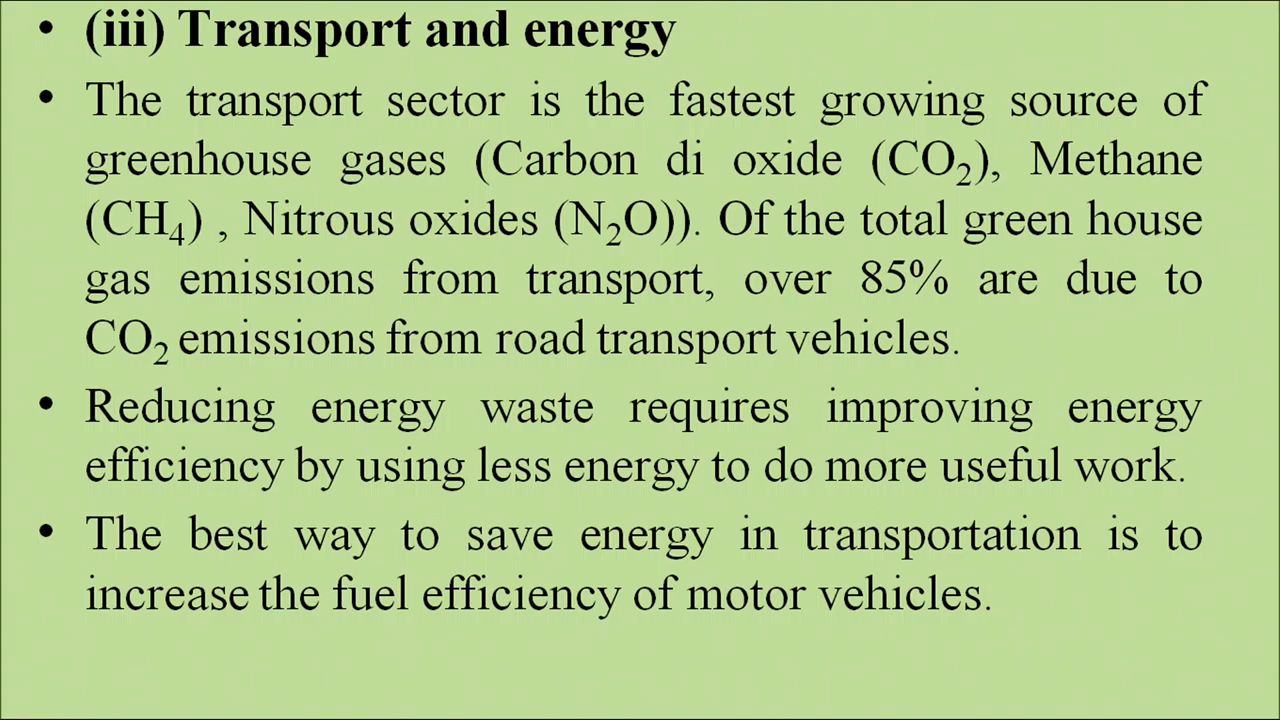 • (iii) Transport and energy
• The transport sector is the fastest growing source of
greenhouse gases (Carbon di oxide (CO₂), Methane
(CH₄) , Nitrous oxides (N₂O)). Of the total green house
gas emissions from transport, over 85% are due to
CO₂ emissions from road transport vehicles.
• Reducing energy waste requires improving energy
efficiency by using less energy to do more useful work.
• The best way to save energy in transportation is to
increase the fuel efficiency of motor vehicles.